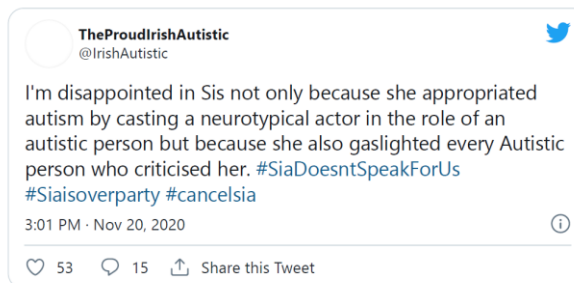 TheProudIrishAutistic
@IrishAutistic
I'm disappointed in Sis not only because she appropriated
autism by casting a neurotypical actor in the role of an
autistic person but because she also gaslighted every Autistic
person who criticised her. #SiaDoesntSpeakForUs
#Siaisoverparty #cancelsia
3:01 PM · Nov 20, 2020
53 15 Share this Tweet